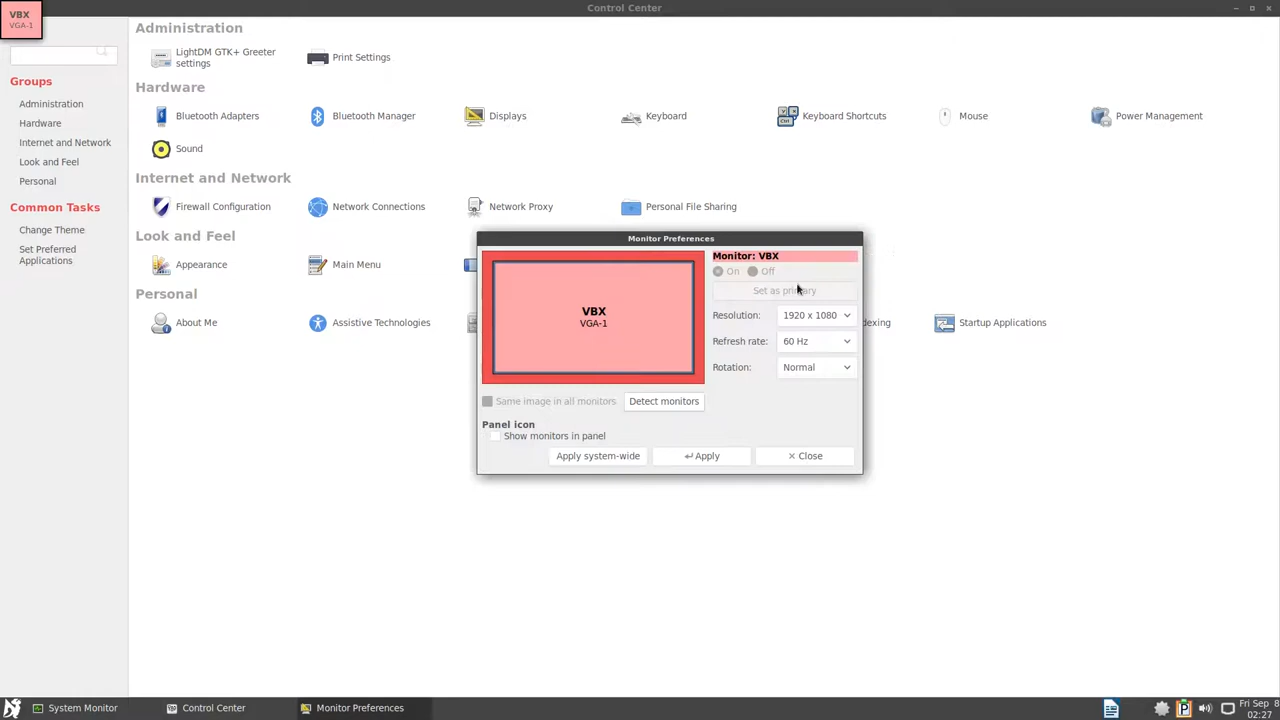 VBX
VGA-1
Control Center
Groups
Administration
Hardware
Internet and Network
Look and Feel
Personal
Common Tasks
Change Theme
Set Preferred
Applications
Administration
LightDM GTK+ Greeter
settings
Print Settings
Hardware
Bluetooth Adapters
Bluetooth Manager
Displays
Keyboard
Keyboard Shortcuts
Mouse
Power Management
Sound
Internet and Network
Firewall Configuration
Network Connections
Network Proxy
Personal File Sharing
Look and Feel
Appearance
Main Menu
Personal
About Me
Assistive Technologies
Startup Applications
Monitor Preferences
VBX
VGA-1
Monitor: VBX
On Off
Set as primary
Resolution: 1920 x 1080
Refresh rate: 60 Hz
Rotation: Normal
Same image in all monitors
Detect monitors
Panel icon
Show monitors in panel
Apply system-wide
Apply
Close
System Monitor
Control Center
Monitor Preferences
Fri Sep 8
02:27